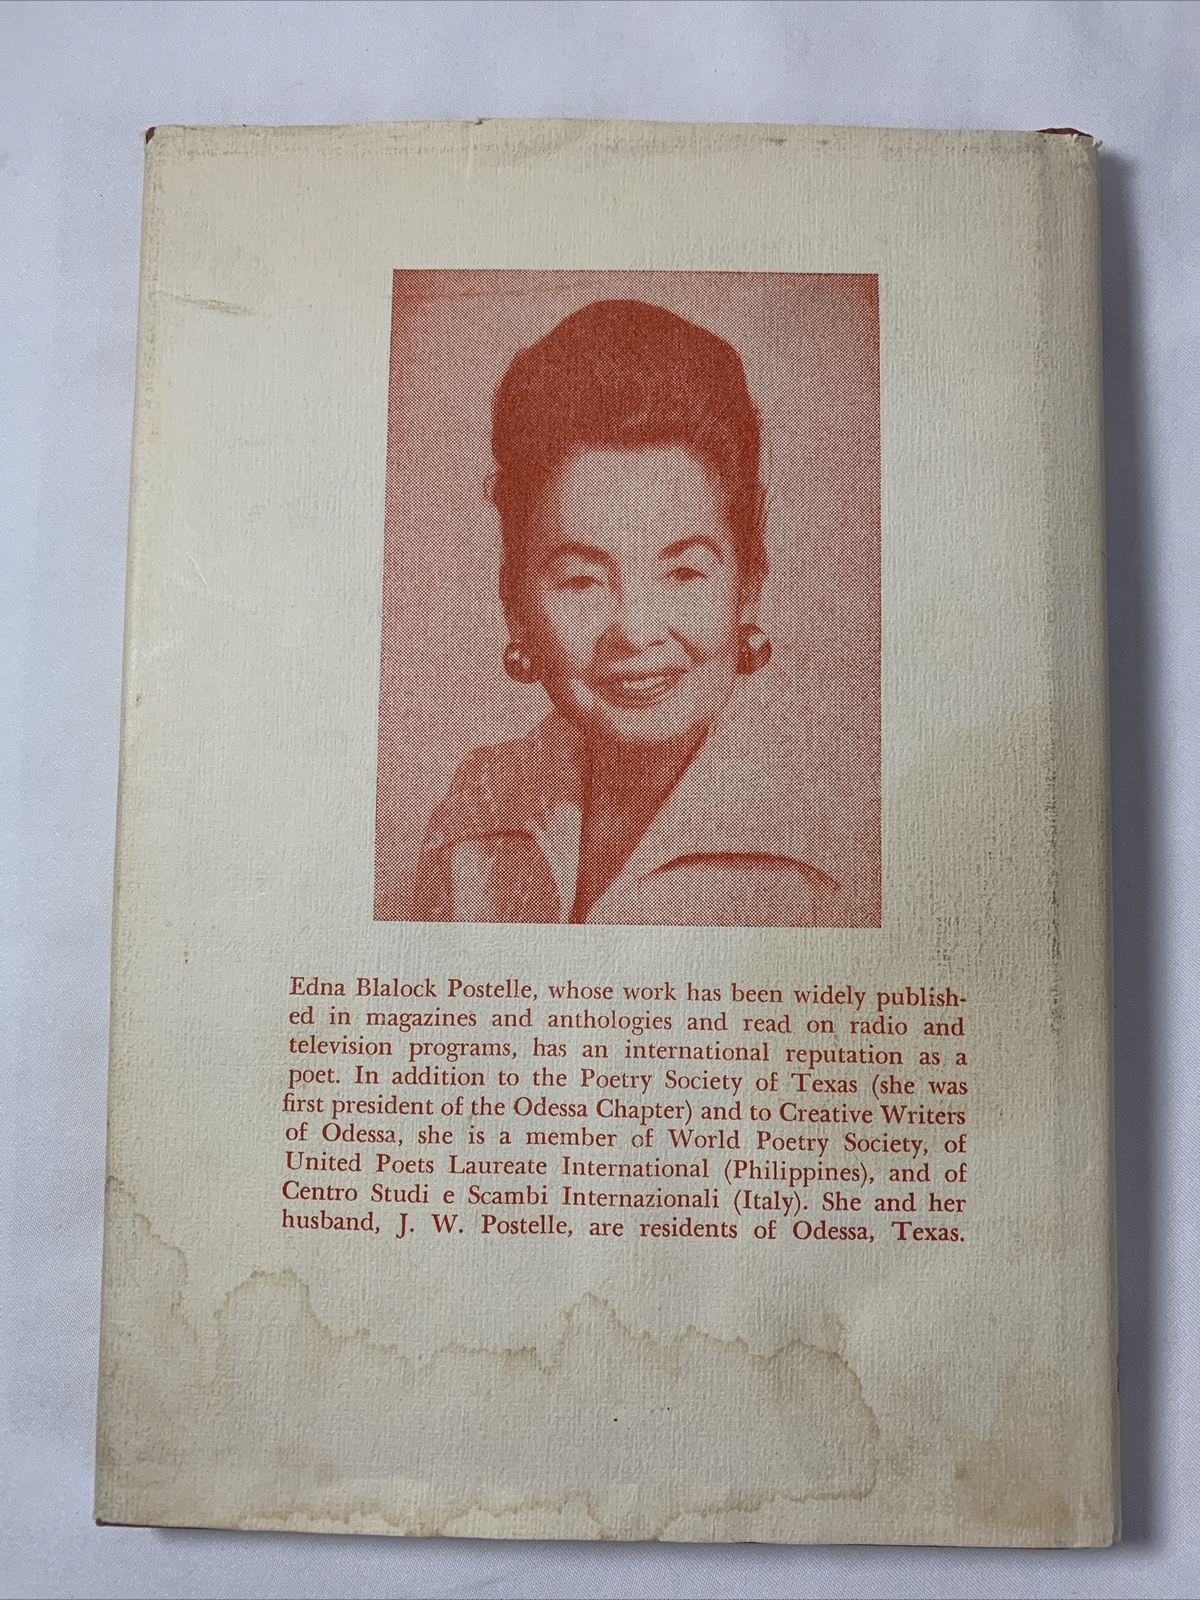 Edna Blalock Postelle, whose work has been widely publish-
ed in magazines and anthologies and read on radio and
television programs, has an international reputation as a
poet. In addition to the Poetry Society of Texas (she was
first president of the Odessa Chapter) and to Creative Writers
of Odessa, she is a member of World Poetry Society, of
United Poets Laureate International (Philippines), and of
Centro Studi e Scambi Internazionali (Italy). She and her
husband, J. W. Postelle, are residents of Odessa, Texas.